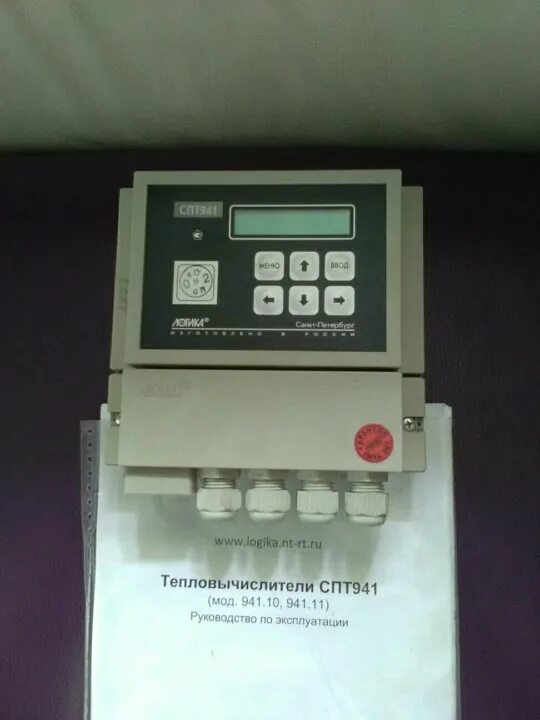 СПТ941
МЕНЮ
ВВОД
ЛОГИКА®
Санкт-Петербург
ИЗГОТОВЛЕНО В РОССИИ
www.logika.nt-rt.ru
Тепловычислители СПТ941
(мод. 941.10, 941.11)
Руководство по эксплуатации